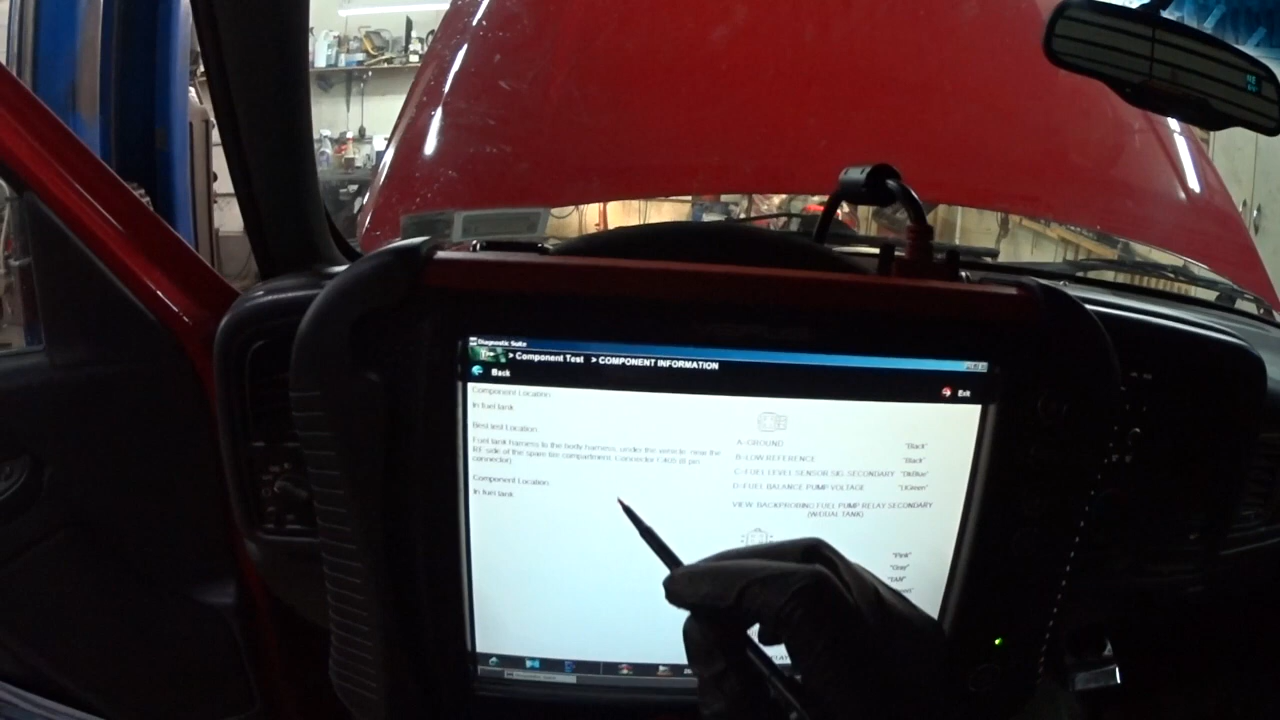 Diagnostic Suite
> Component Test > COMPONENT INFORMATION
Back
Exit
Component Location:
In fuel tank
Best test Location:
Fuel tank harness to the body harness, under the vehicle, near the
RF side of the spare tire compartment. Connector
connector)
Component Location:
In fuel tank
A- GROUND "Black"
B- LOW REFERENCE "Black"
C- FUEL LEVEL SENSOR SIG. SECONDARY "DkBlue"
D- FUEL BALANCE PUMP VOLTAGE "LtGreen"
VIEW: BACKPROBING FUEL PUMP RELAY SECONDARY
(W/DUAL TANK)
"Pink"
"Gray"